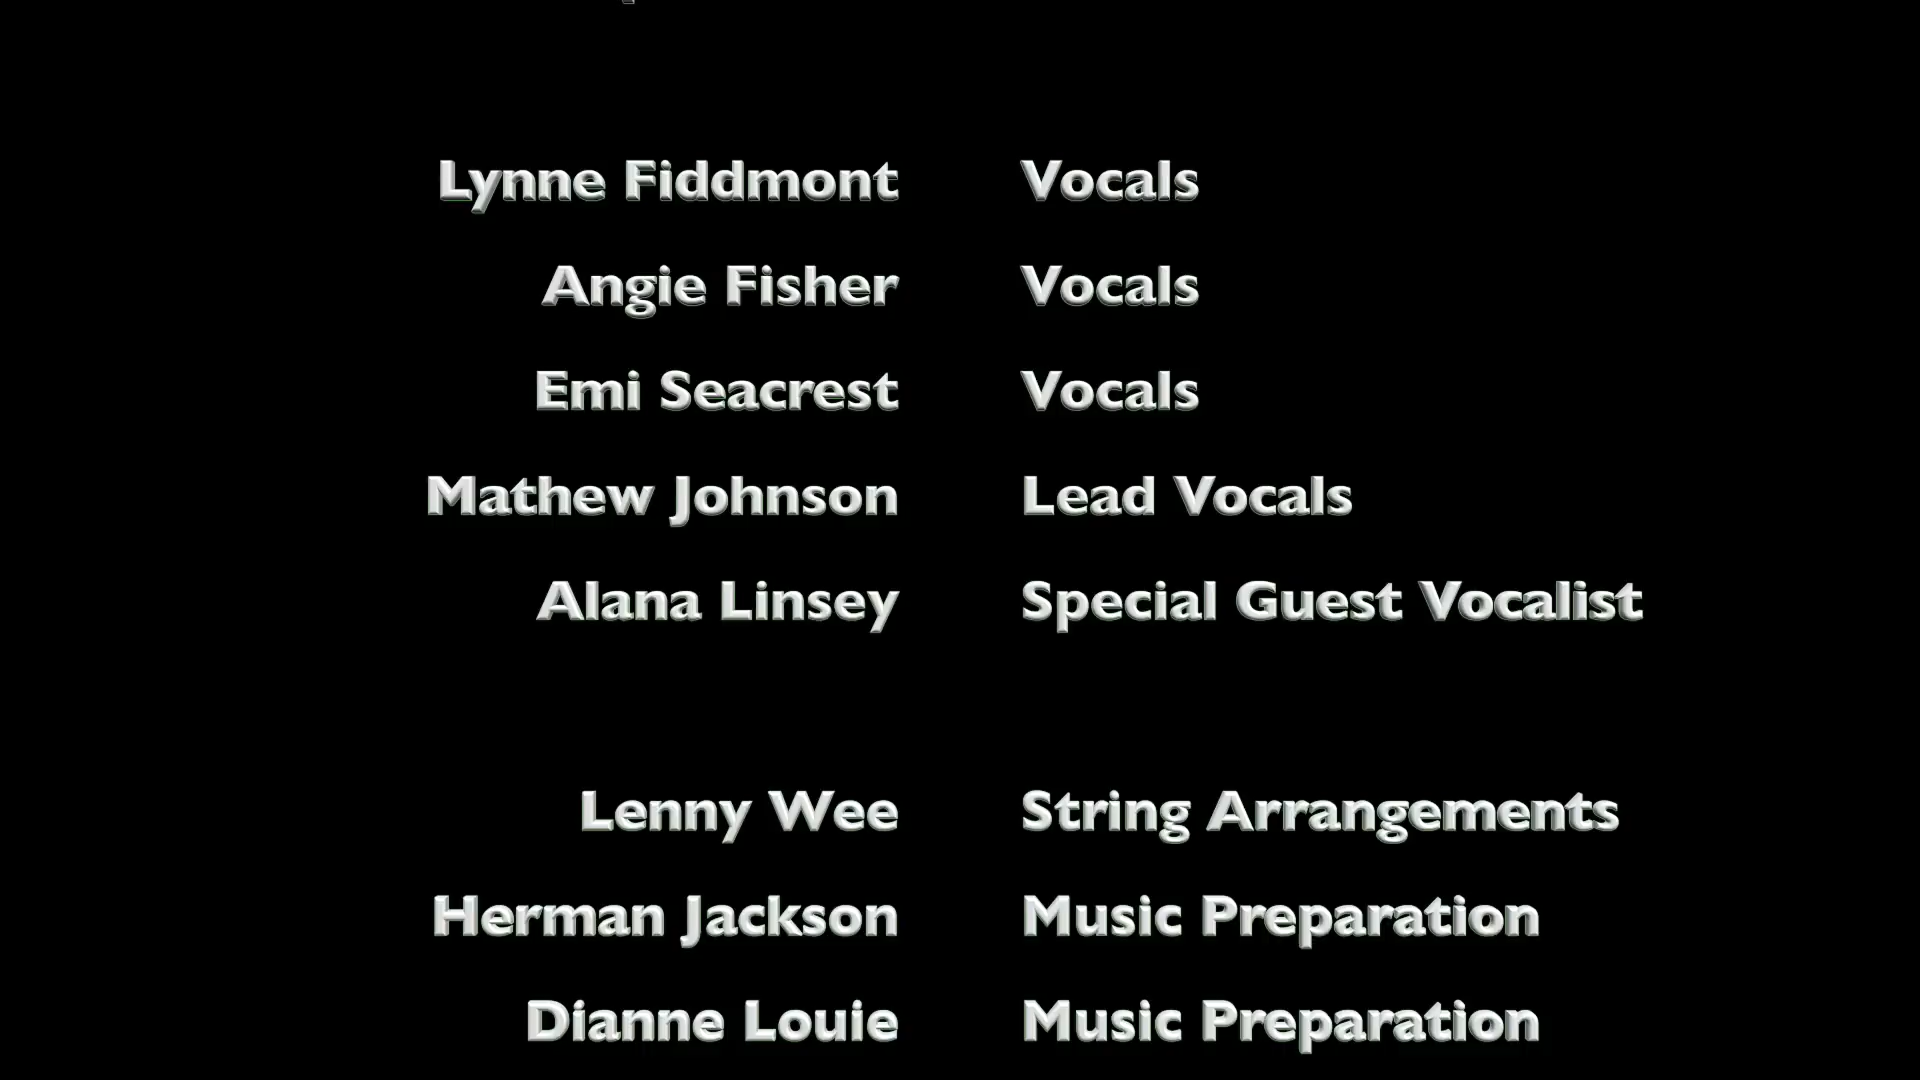 Lynne Fiddmont Vocals
Angie Fisher Vocals
Emi Seacrest Vocals
Mathew Johnson Lead Vocals
Alana Linsey Special Guest Vocalist
Lenny Wee String Arrangements
Herman Jackson Music Preparation
Dianne Louie Music Preparation